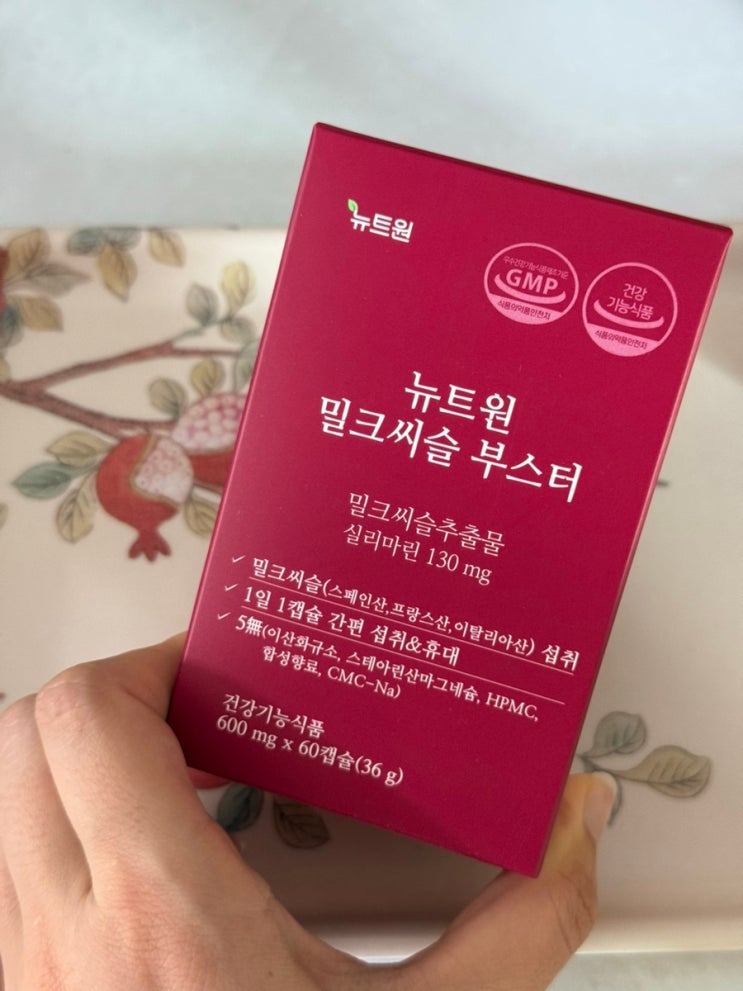 뉴트원
우수건강기능식품제조기준
GMP
식품의약품안전처
건강
기능식품
식품의약품안전처
뉴트원
밀크씨슬 부스터
밀크씨슬추출물
실리마린 130 mg
밀크씨슬(스페인산,프랑스산,이탈리아산) 섭취
1일 1캡슐 간편 섭취&휴대
5無(이산화규소, 스테아린산마그네슘, HPMC,
합성향료, CMC-Na)
건강기능식품
600 mg x 60캡슐(36 g)